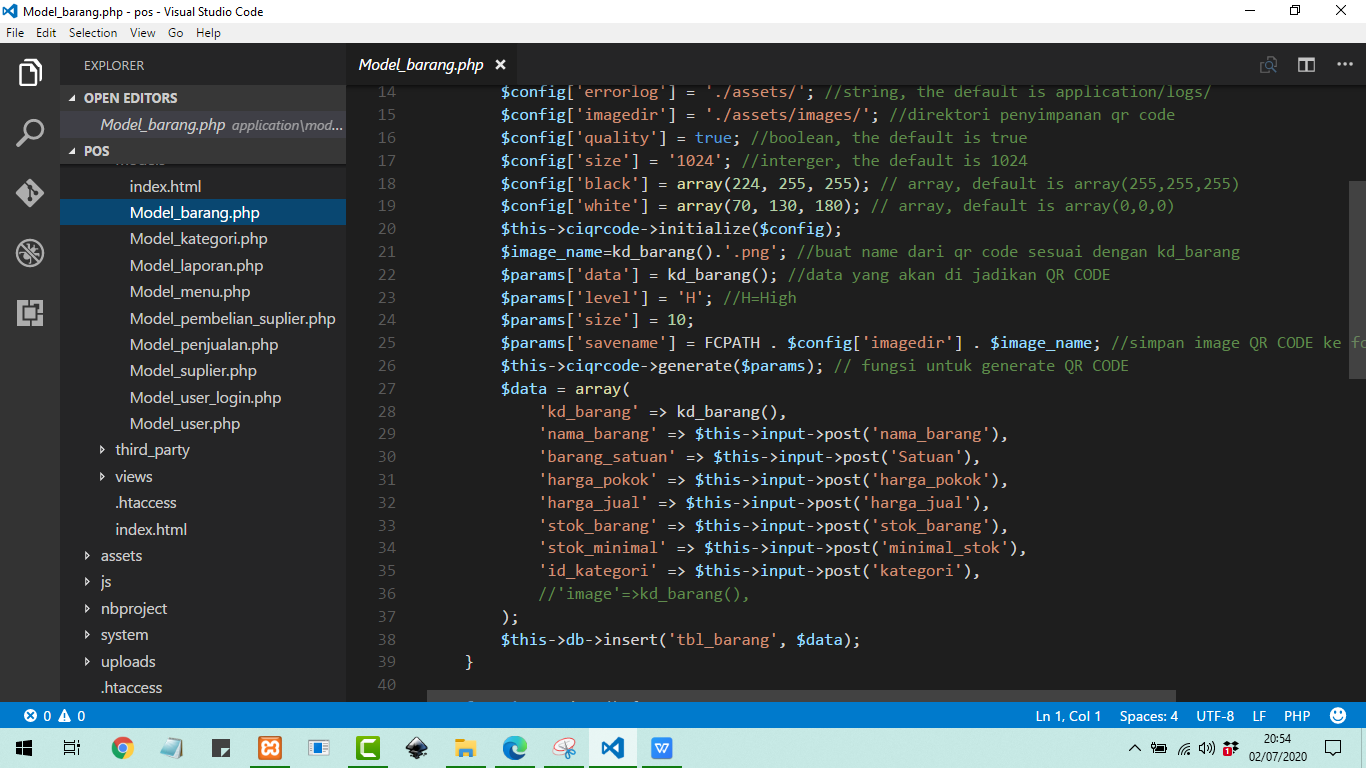 Model_barang.php - pos - Visual Studio Code
File Edit Selection View Go Help
EXPLORER
OPEN EDITORS
Model_barang.php application\mod...
POS
index.html
Model_barang.php
Model_kategori.php
Model_laporan.php
Model_menu.php
Model_pembelian_suplier.php
Model_penjualan.php
Model_suplier.php
Model_user_login.php
Model_user.php
third_party
views
.htaccess
index.html
assets
js
nbproject
system
uploads
.htaccess
Model_barang.php
14 $config['errorlog'] = './assets/'; //string, the default is application/logs/
15 $config['imagedir'] = './assets/images/'; //direktori penyimpanan qr code
16 $config['quality'] = true; //boolean, the default is true
17 $config['size'] = '1024'; //interger, the default is 1024
18 $config['black'] = array(224, 255, 255); // array, default is array(255,255,255)
19 $config['white'] = array(70, 130, 180); // array, default is array(0,0,0)
20 $this->ciqrcode->initialize($config);
21 $image_name=kd_barang().'.png'; //buat name dari qr code sesuai dengan kd_barang
22 $params['data'] = kd_barang(); //data yang akan di jadikan QR CODE
23 $params['level'] = 'H'; //H=High
24 $params['size'] = 10;
25 $params['savename'] = FCPATH . $config['imagedir'] . $image_name; //simpan image QR CODE ke fo
26 $this->ciqrcode->generate($params); // fungsi untuk generate QR CODE
27 $data = array(
28 'kd_barang' => kd_barang(),
29 'nama_barang' => $this->input->post('nama_barang'),
30 'barang_satuan' => $this->input->post('Satuan'),
31 'harga_pokok' => $this->input->post('harga_pokok'),
32 'harga_jual' => $this->input->post('harga_jual'),
33 'stok_barang' => $this->input->post('stok_barang'),
34 'stok_minimal' => $this->input->post('minimal_stok'),
35 'id_kategori' => $this->input->post('kategori'),
36 //'image'=>kd_barang(),
37 );
38 $this->db->insert('tbl_barang', $data);
39 }
40
0 0
Ln 1, Col 1 Spaces: 4 UTF-8 LF PHP
20:54
02/07/2020